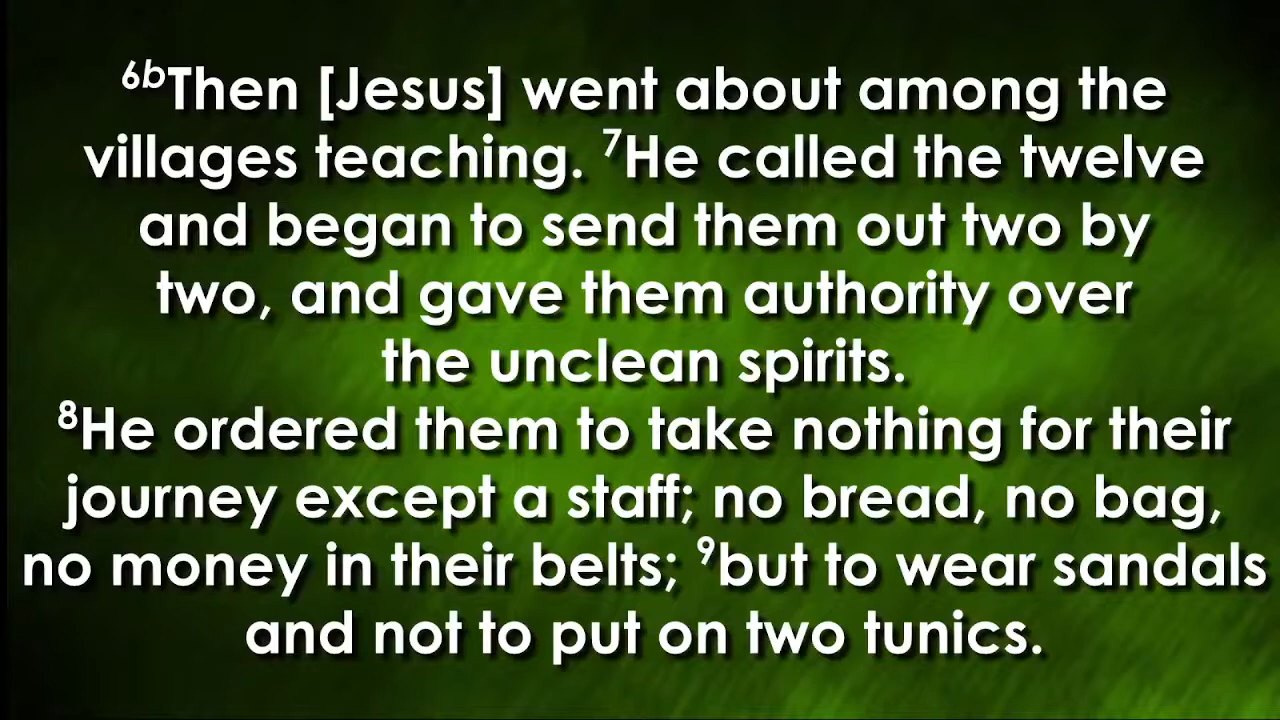 6bThen [Jesus] went about among the
villages teaching. 7He called the twelve
and began to send them out two by
two, and gave them authority over
the unclean spirits.
8He ordered them to take nothing for their
journey except a staff; no bread, no bag,
no money in their belts; 9but to wear sandals
and not to put on two tunics.